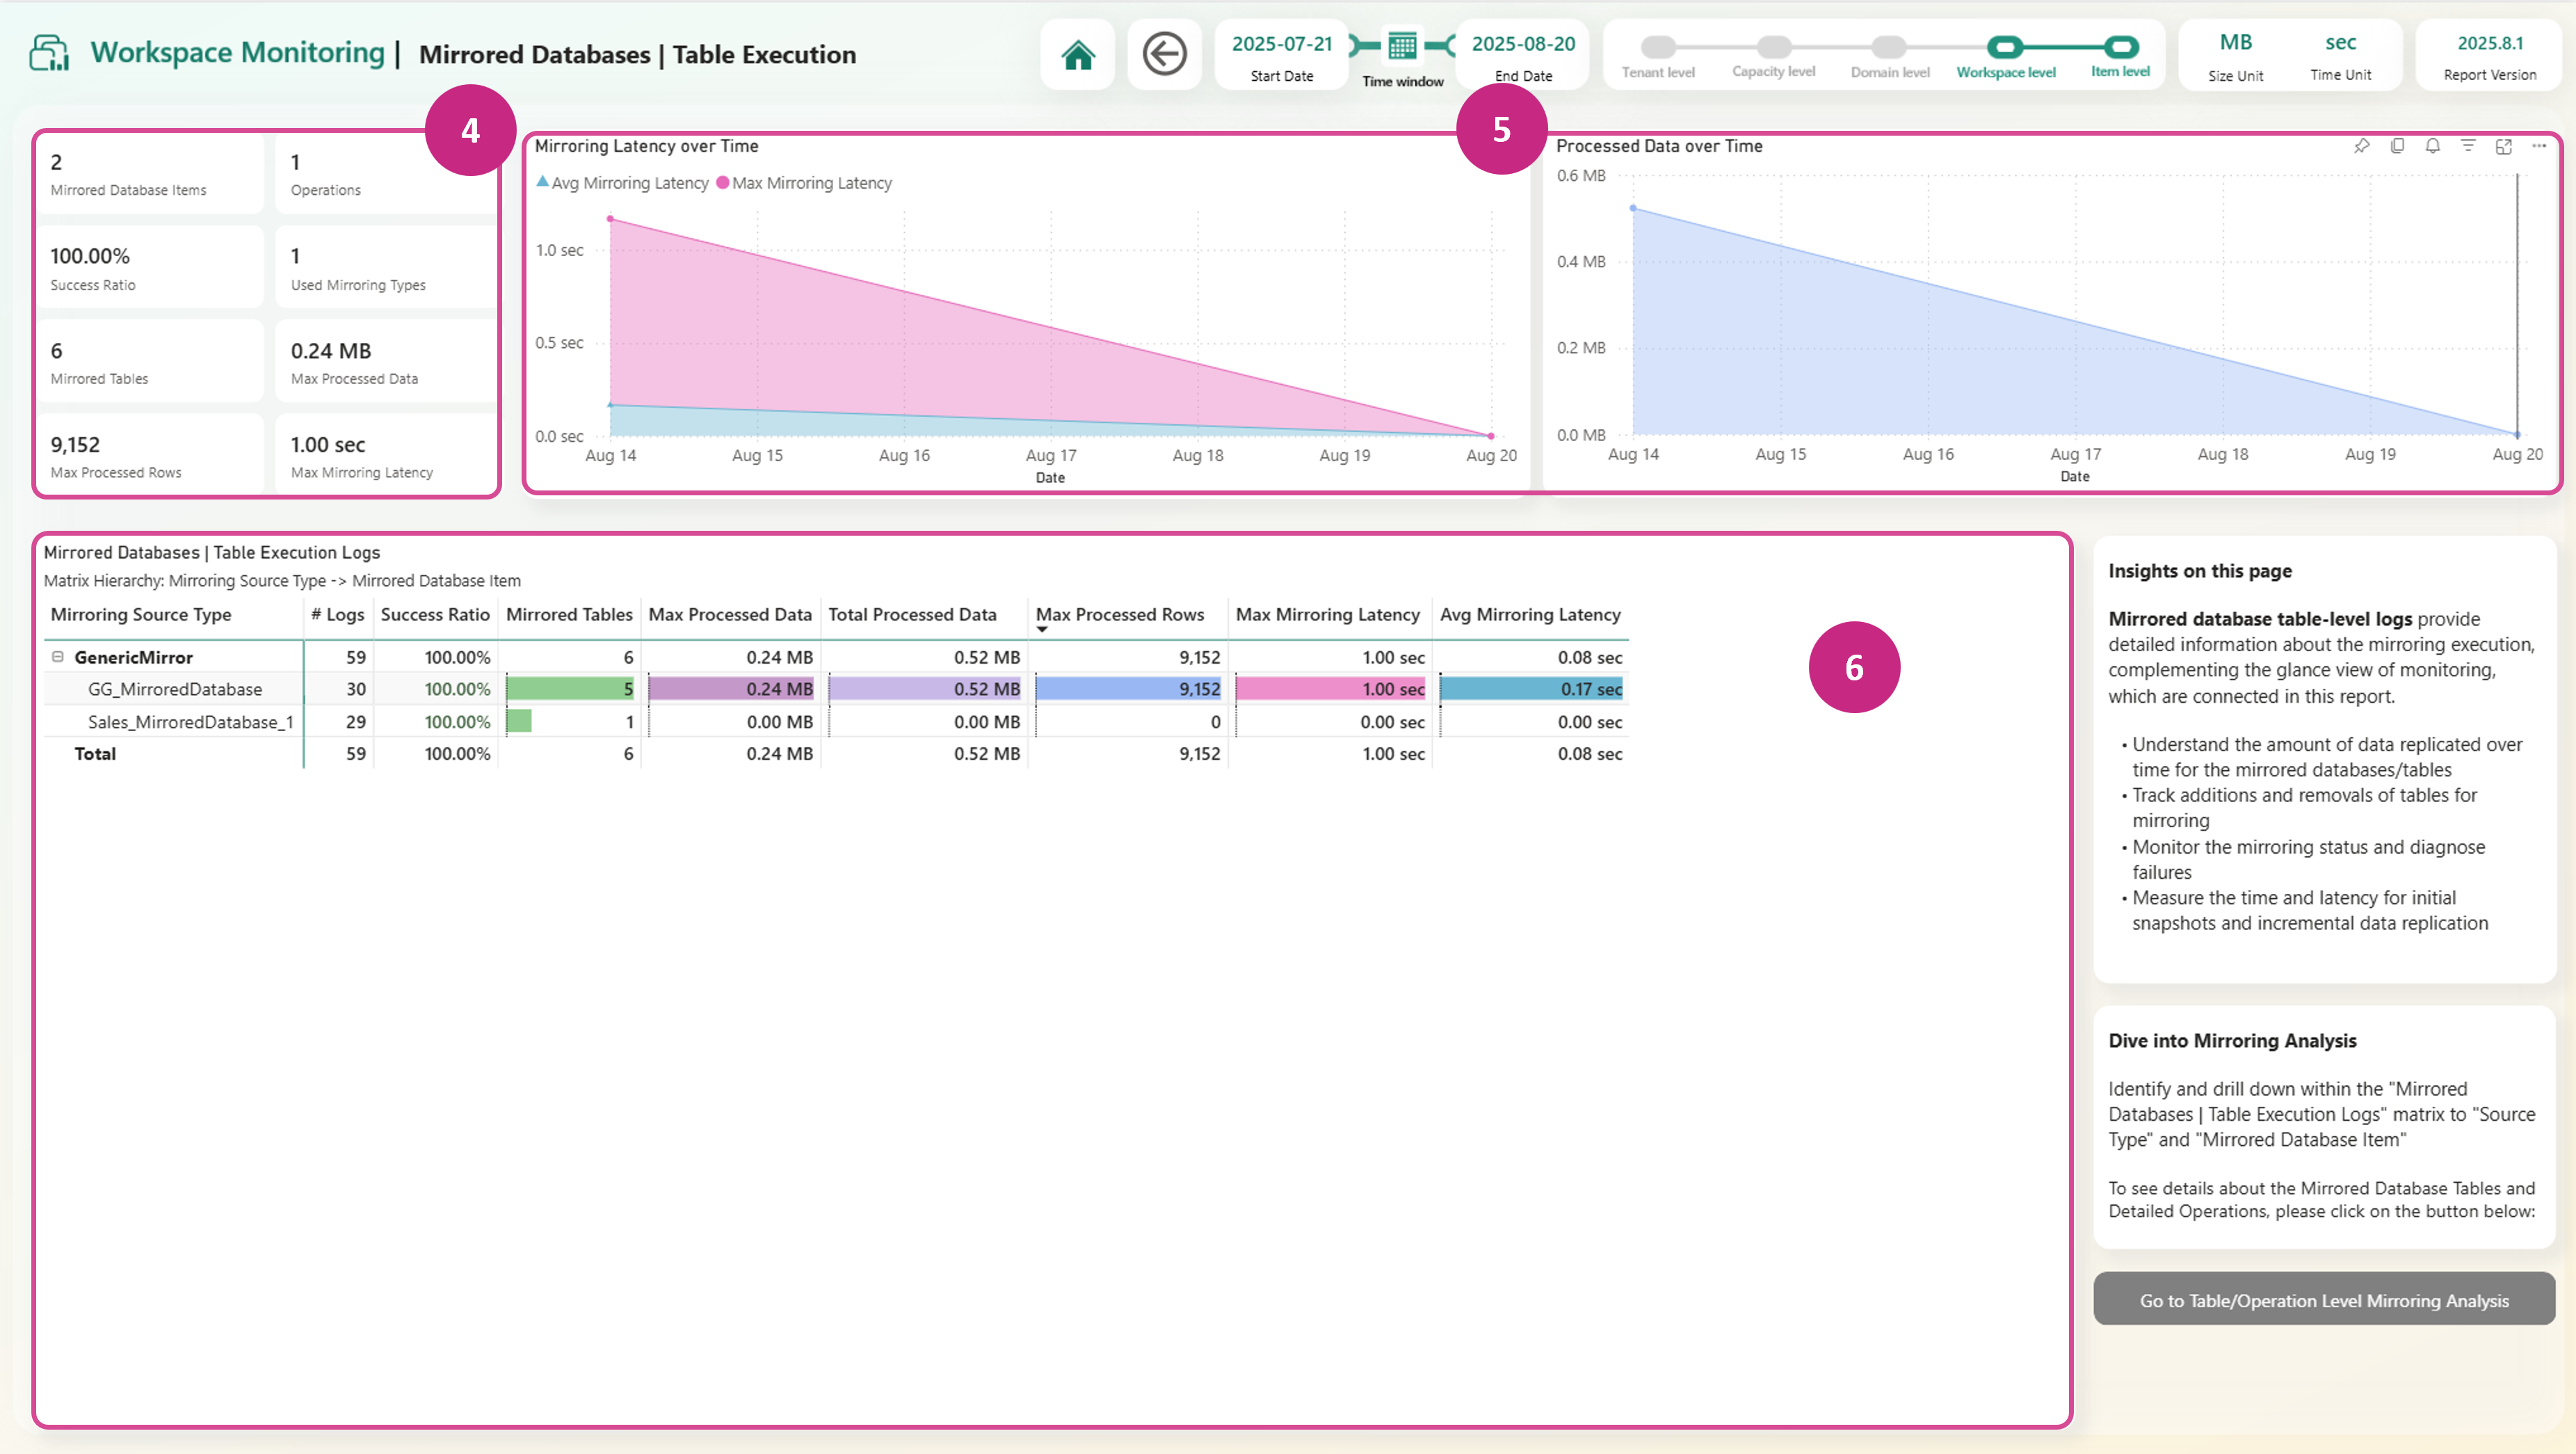 Workspace Monitoring | Mirrored Databases | Table Execution
2025-07-21
Start Date
Time window
2025-08-20
End Date
Tenant level
Capacity level
Domain level
Workspace level
Item level
MB
Size Unit
sec
Time Unit
2025.8.1
Report Version
4
2
Mirrored Database Items
1
Operations
100.00%
Success Ratio
1
Used Mirroring Types
6
Mirrored Tables
0.24 MB
Max Processed Data
9,152
Max Processed Rows
1.00 sec
Max Mirroring Latency
5
Mirroring Latency over Time
Avg Mirroring Latency Max Mirroring Latency
1.0 sec
0.5 sec
0.0 sec
Aug 14 Aug 15 Aug 16 Aug 17 Aug 18 Aug 19 Aug 20
Date
Processed Data over Time
0.6 MB
0.4 MB
0.2 MB
0.0 MB
Aug 14 Aug 15 Aug 16 Aug 17 Aug 18 Aug 19 Aug 20
Date
Mirrored Databases | Table Execution Logs
Matrix Hierarchy: Mirroring Source Type -> Mirrored Database Item
Mirroring Source Type # Logs Success Ratio Mirrored Tables Max Processed Data Total Processed Data Max Processed Rows Max Mirroring Latency Avg Mirroring Latency
GenericMirror 59 100.00% 6 0.24 MB 0.52 MB 9,152 1.00 sec 0.08 sec
GG_MirroredDatabase 30 100.00% 5 0.24 MB 0.52 MB 9,152 1.00 sec 0.17 sec
Sales_MirroredDatabase_1 29 100.00% 1 0.00 MB 0.00 MB 0 0.00 sec 0.00 sec
Total 59 100.00% 6 0.24 MB 0.52 MB 9,152 1.00 sec 0.08 sec
6
Insights on this page
Mirrored database table-level logs provide
detailed information about the mirroring execution,
complementing the glance view of monitoring,
which are connected in this report.
• Understand the amount of data replicated over
time for the mirrored databases/tables
• Track additions and removals of tables for
mirroring
• Monitor the mirroring status and diagnose
failures
• Measure the time and latency for initial
snapshots and incremental data replication
Dive into Mirroring Analysis
Identify and drill down within the "Mirrored
Databases | Table Execution Logs" matrix to "Source
Type" and "Mirrored Database Item"
To see details about the Mirrored Database Tables and
Detailed Operations, please click on the button below:
Go to Table/Operation Level Mirroring Analysis